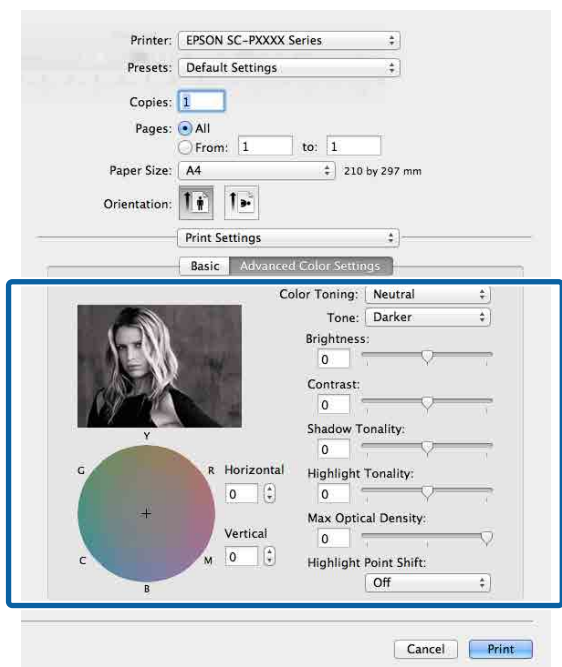 Printer: EPSON SC-PXXXX Series
Presets: Default Settings
Copies: 1
Pages: All
From: 1 to: 1
Paper Size: A4 210 by 297 mm
Orientation:
Print Settings
Basic Advanced Color Settings
Color Toning: Neutral
Tone: Darker
Brightness:
0
Contrast:
0
Shadow Tonality:
0
Highlight Tonality:
0
Max Optical Density:
0
Highlight Point Shift:
Off
Y
G R
C M
B
Horizontal
0
Vertical
0
Cancel Print